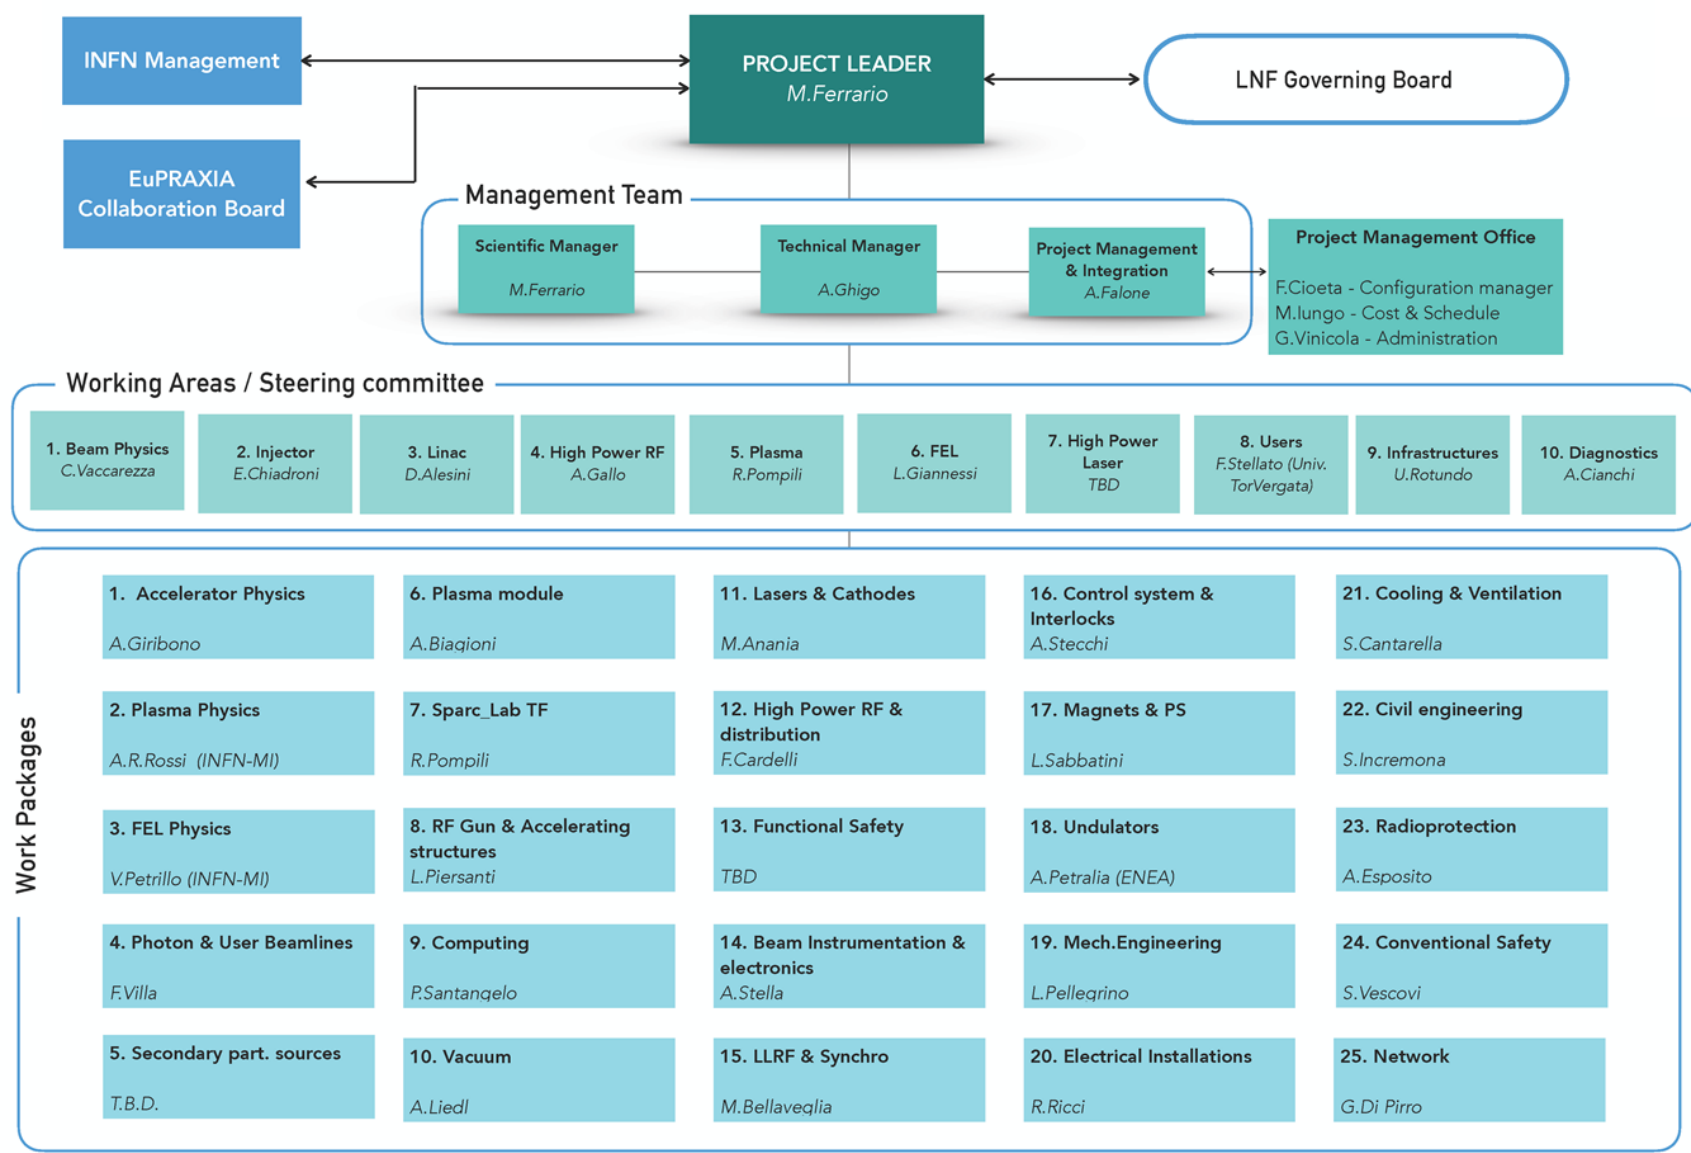 INFN Management
PROJECT LEADER
M.Ferrario
LNF Governing Board
EuPRAXIA
Collaboration Board
Management Team
Scientific Manager
M.Ferrario
Technical Manager
A.Ghigo
Project Management
& Integration
A.Falone
Project Management Office
F.Cioeta - Configuration manager
M.Iungo - Cost & Schedule
G.Vinicola - Administration
Working Areas / Steering committee
1. Beam Physics
C.Vaccarezza
2. Injector
E.Chiadroni
3. Linac
D.Alesini
4. High Power RF
A.Gallo
5. Plasma
R.Pompili
6. FEL
L.Giannessi
7. High Power
Laser
TBD
8. Users
F.Stellato (Univ.
TorVergata)
9. Infrastructures
U.Rotundo
10. Diagnostics
A.Cianchi
Work Packages
1. Accelerator Physics
A.Giribono
6. Plasma module
A.Biagioni
11. Lasers & Cathodes
M.Anania
16. Control system &
Interlocks
A.Stecchi
21. Cooling & Ventilation
S.Cantarella
2. Plasma Physics
A.R.Rossi (INFN-MI)
7. Sparc_Lab TF
R.Pompili
12. High Power RF &
distribution
F.Cardelli
17. Magnets & PS
L.Sabbatini
22. Civil engineering
S.Incremona
3. FEL Physics
V.Petrillo (INFN-MI)
8. RF Gun & Accelerating
structures
L.Piersanti
13. Functional Safety
TBD
18. Undulators
A.Petralia (ENEA)
23. Radioprotection
A.Esposito
4. Photon & User Beamlines
F.Villa
9. Computing
P.Santangelo
14. Beam Instrumentation &
electronics
A.Stella
19. Mech.Engineering
L.Pellegrino
24. Conventional Safety
S.Vescovi
5. Secondary part. sources
T.B.D.
10. Vacuum
A.Liedl
15. LLRF & Synchro
M.Bellaveglia
20. Electrical Installations
R.Ricci
25. Network
G.Di Pirro